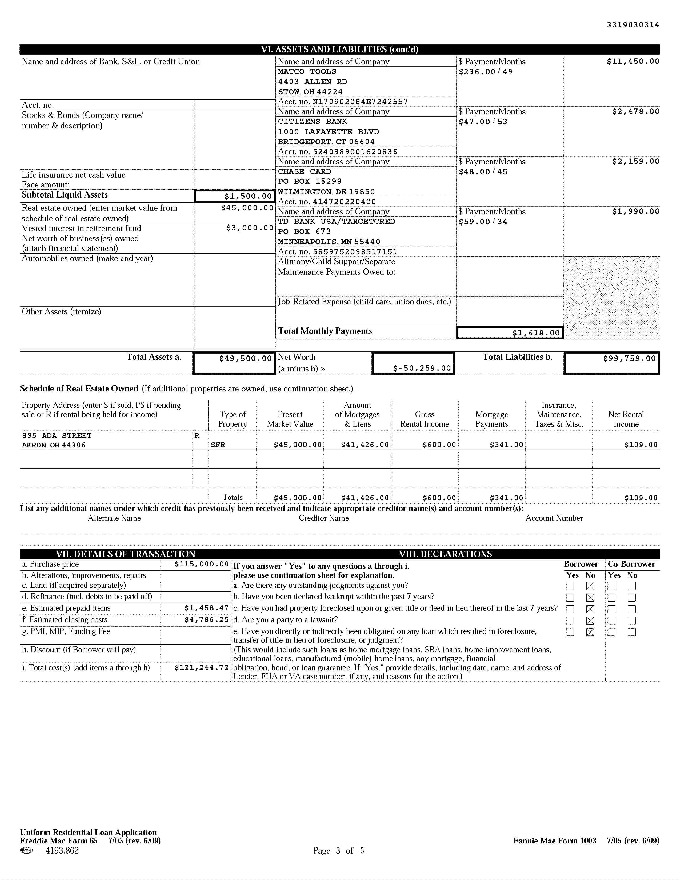 3319030314
VI. ASSETS AND LIABILITIES (cont'd)
Name and address of Bank, S&L, or Credit Union
Acct. no.
Stocks & Bonds (Company name/
number & description)
Life insurance net cash value
Face amount:
Subtotal Liquid Assets $1,500.00
Real estate owned (enter market value from $45,000.00
schedule of real estate owned)
Vested interest in retirement fund $3,000.00
Net worth of business(es) owned
(attach financial statement)
Automobiles owned (make and year)
Other Assets (itemize)
Total Assets a. $49,500.00
Name and address of Company $ Payment/Months $11,450.00
MATCO TOOLS $236.00/49
4403 ALLEN RD
STOW, OH 44224
Acct. no.
Name and address of Company $ Payment/Months $2,678.00
CITIZENS BANK $47.00/53
1000 LAFAYETTE BLVD
BRIDGEPORT, CT 06604
Acct. no.
Name and address of Company $ Payment/Months $2,159.00
CHASE CARD $48.00/45
PO BOX 15298
WILMINGTON, DE 19850
Acct. no. 414720220420
Name and address of Company $ Payment/Months $1,990.00
TD BANK USA/TARGETCRED $59.00/34
PO BOX 673
MINNEAPOLIS, MN 55440
Acct. no.
Alimony/Child Support/Separate
Maintenance Payments Owed to:
Job-Related Expense (child care, union dues, etc.)
Total Monthly Payments $1,618.00
Net Worth
(a minus b) » $-50,259.00
Total Liabilities b. $99,759.00
Schedule of Real Estate Owned (If additional properties are owned, use continuation sheet.)
Property Address (enter S if sold, PS if pending
sale or R if rental being held for income)
Type of
Property
Present
Market Value
Amount
of Mortgages
& Liens
Gross
Rental Income
Mortgage
Payments
Insurance,
Maintenance,
Taxes & Misc.
Net Rental
Income
895 ADA STREET R
AKRON OH 44306 SFR $45,000.00 $41,426.00 $600.00 $341.00 $109.00
Totals $45,000.00 $41,426.00 $600.00 $341.00 $109.00
List any additional names under which credit has previously been received and indicate appropriate creditor name(s) and account number(s):
Alternate Name Creditor Name Account Number
VII. DETAILS OF TRANSACTION
a. Purchase price $115,000.00
b. Alterations, improvements, repairs
c. Land (if acquired separately)
d. Refinance (incl. debts to be paid off)
e. Estimated prepaid items $1,458.47
f. Estimated closing costs $4,786.25
g. PMI, MIP, Funding Fee
h. Discount (if Borrower will pay)
i. Total cost(s) (add items a through h) $121,244.72
VIII. DECLARATIONS
If you answer "Yes" to any questions a through i,
please use continuation sheet for explanation.
Borrower Co-Borrower
Yes No Yes No
a. Are there any outstanding judgments against you?
b. Have you been declared bankrupt within the past 7 years?
c. Have you had property foreclosed upon or given title or deed in lieu thereof in the last 7 years?
d. Are you a party to a lawsuit?
e. Have you directly or indirectly been obligated on any loan which resulted in foreclosure,
transfer of title in lieu of foreclosure, or judgment?
(This would include such loans as home mortgage loans, SBA loans, home improvement loans,
educational loans, manufactured (mobile) home loans, any mortgage, financial
obligation, bond, or loan guarantee. If "Yes," provide details, including date, name, and address of
Lender, FHA or VA case number, if any, and reasons for the action.)
Uniform Residential Loan Application
Freddie Mac Form 65 7/05 (rev. 6/09)
4193.862
Page 3 of 5
Fannie Mae Form 1003 7/05 (rev. 6/09)